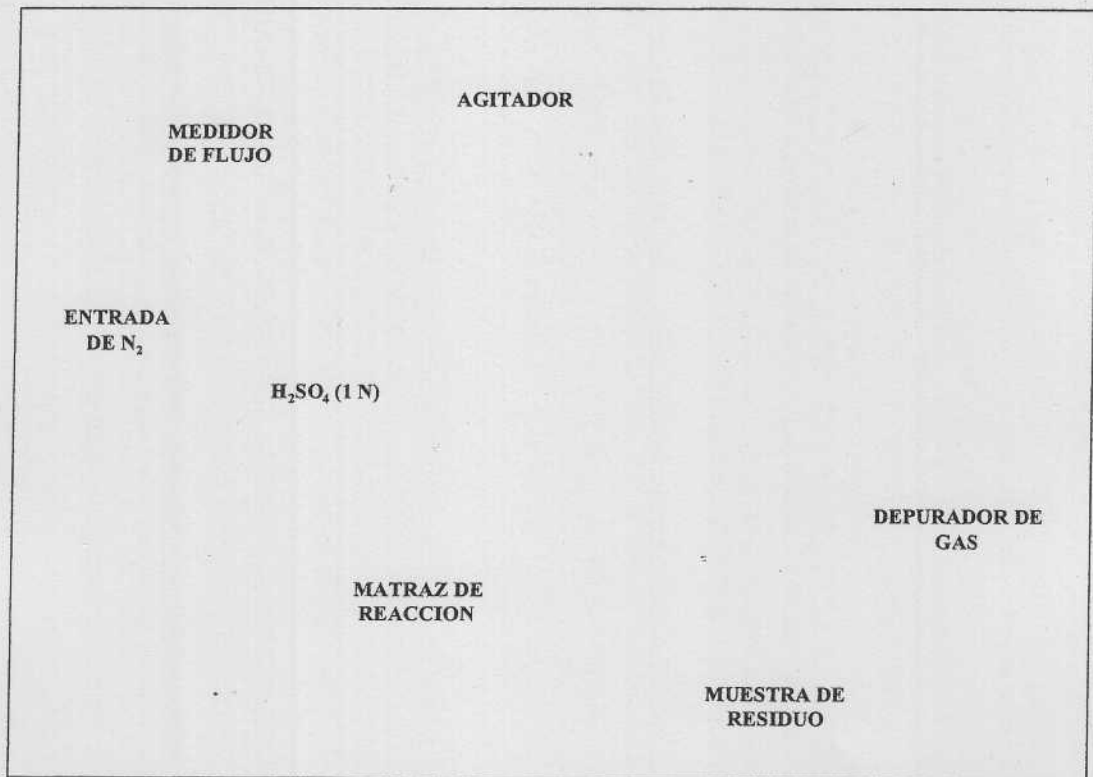 AGITADOR
MEDIDOR
DE FLUJO
ENTRADA
DE N₂
H₂SO₄ (1 N)
DEPURADOR DE
GAS
MATRAZ DE
REACCION
MUESTRA DE
RESIDUO